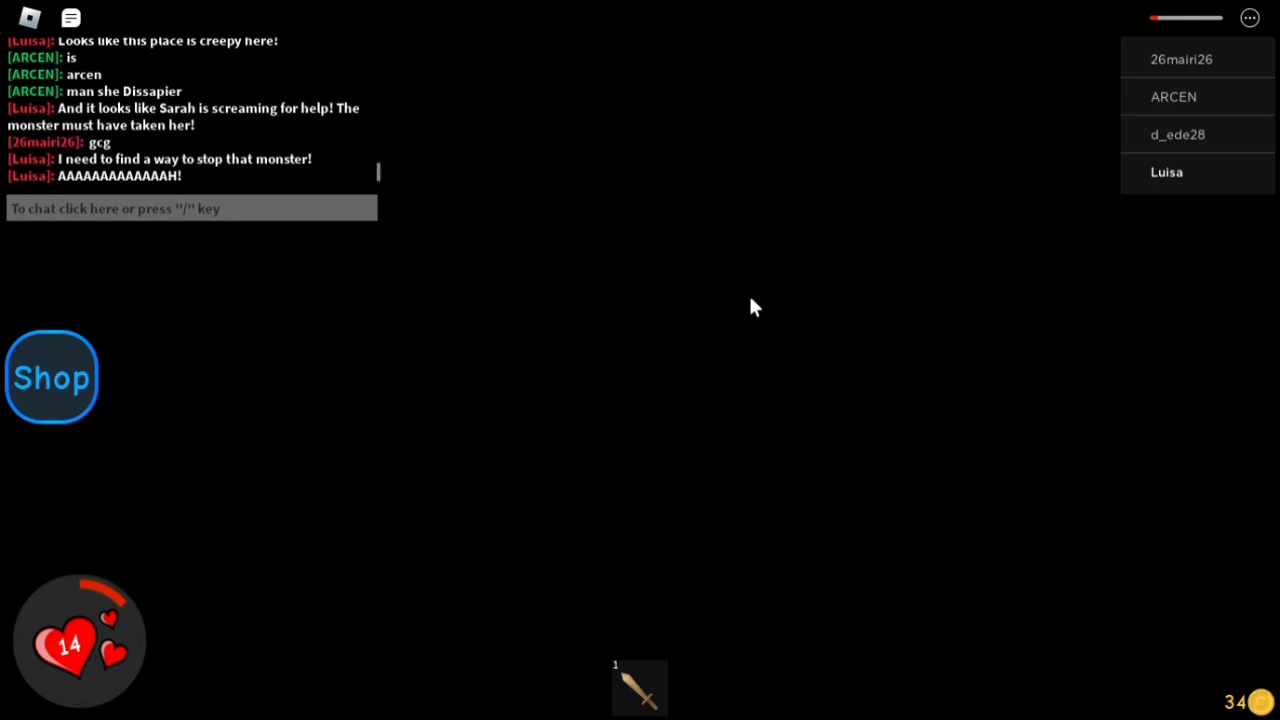 [Luisa]: Looks like this place is creepy here!
[ARCEN]: is
[ARCEN]: arcen
[ARCEN]: man she Dissapier
[Luisa]: And it looks like Sarah is screaming for help! The
monster must have taken her!
[26mairi26]: gcg
[Luisa]: I need to find a way to stop that monster!
[Luisa]: AAAAAAAAAAAAAH!
To chat click here or press "/" key
26mairi26
ARCEN
d_ede28
Luisa
Shop
14
1
34